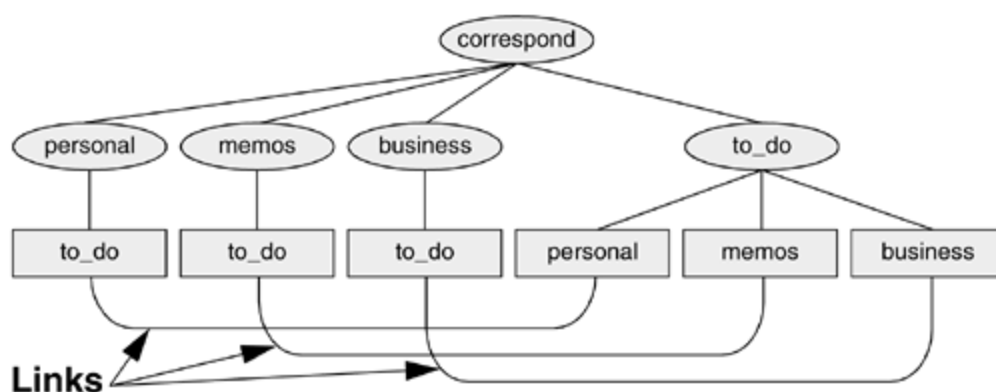 correspond
personal
memos
business
to_do
to_do
to_do
to_do
personal
memos
business
Links